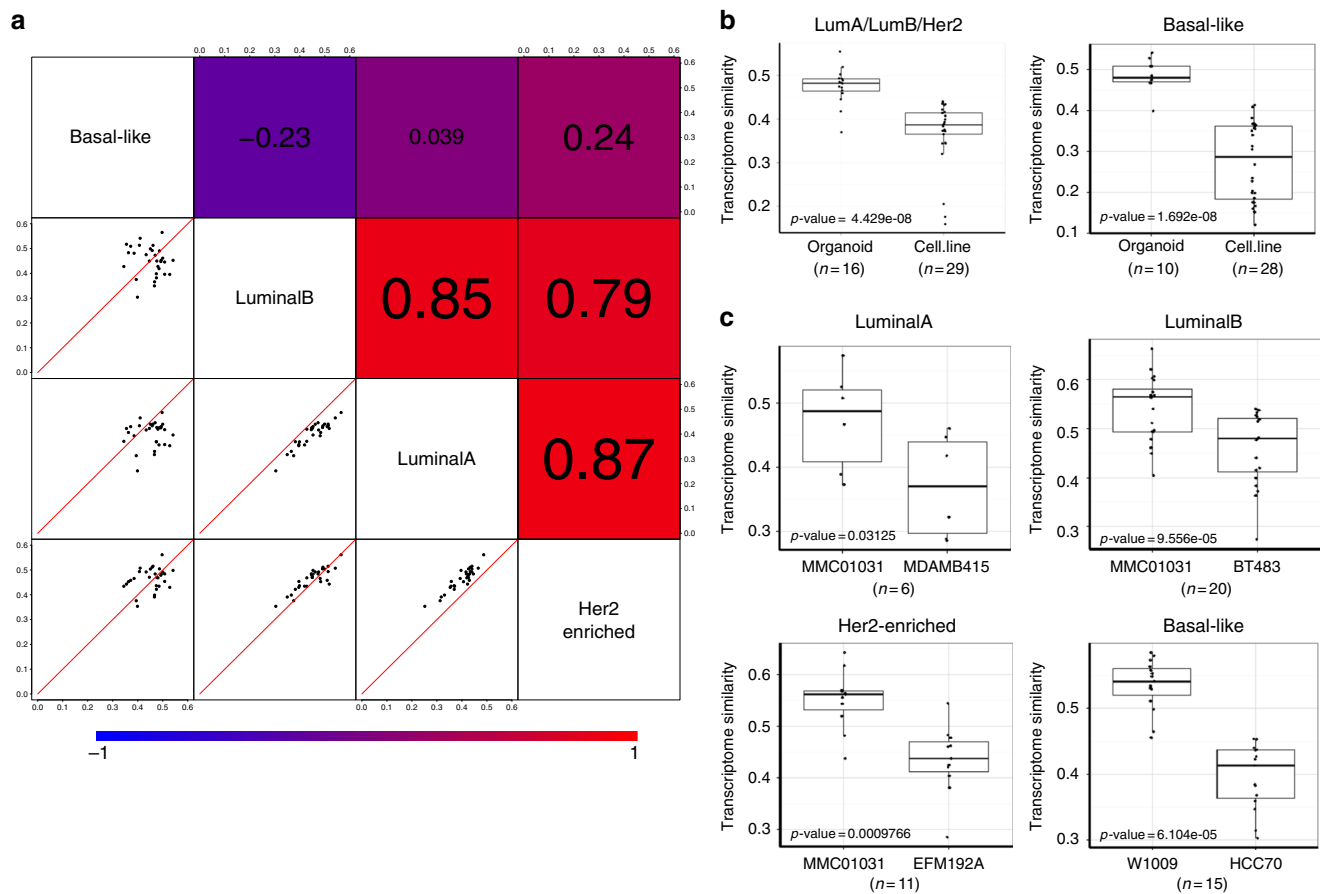 a
0.0 0.1 0.2 0.3 0.4 0.5 0.6
0.0 0.1 0.2 0.3 0.4 0.5 0.6
Basal-like
−0.23
0.039
0.24
0.6
0.5
0.4
0.3
0.2
0.1
0.0
0.6
0.5
0.4
0.3
0.2
0.1
0.0
LuminalB
0.85
0.79
LuminalA
0.87
0.6
0.5
0.4
0.3
0.2
0.1
0.0
0.6
0.5
0.4
0.3
0.2
0.1
0.0
Her2
enriched
0.0 0.1 0.2 0.3 0.4 0.5 0.6
0.0 0.1 0.2 0.3 0.4 0.5 0.6
−1
1
b
LumA/LumB/Her2
Transcriptome similarity
0.5
0.4
0.3
0.2
p-value = 4.429e-08
Organoid
Cell.line
(n=16)
(n=29)
Basal-like
Transcriptome similarity
0.5
0.4
0.3
0.2
0.1
p-value = 1.692e-08
Organoid
Cell.line
(n=10)
(n=28)
c
LuminalA
Transcriptome similarity
0.5
0.4
0.3
p-value=0.03125
MMC01031
MDAMB415
(n=6)
LuminalB
Transcriptome similarity
0.6
0.5
0.4
0.3
p-value=9.556e-05
MMC01031
BT483
(n=20)
Her2-enriched
Transcriptome similarity
0.6
0.5
0.4
0.3
p-value=0.0009766
MMC01031
EFM192A
(n=11)
Basal-like
Transcriptome similarity
0.5
0.4
0.3
p-value=6.104e-05
W1009
HCC70
(n=15)